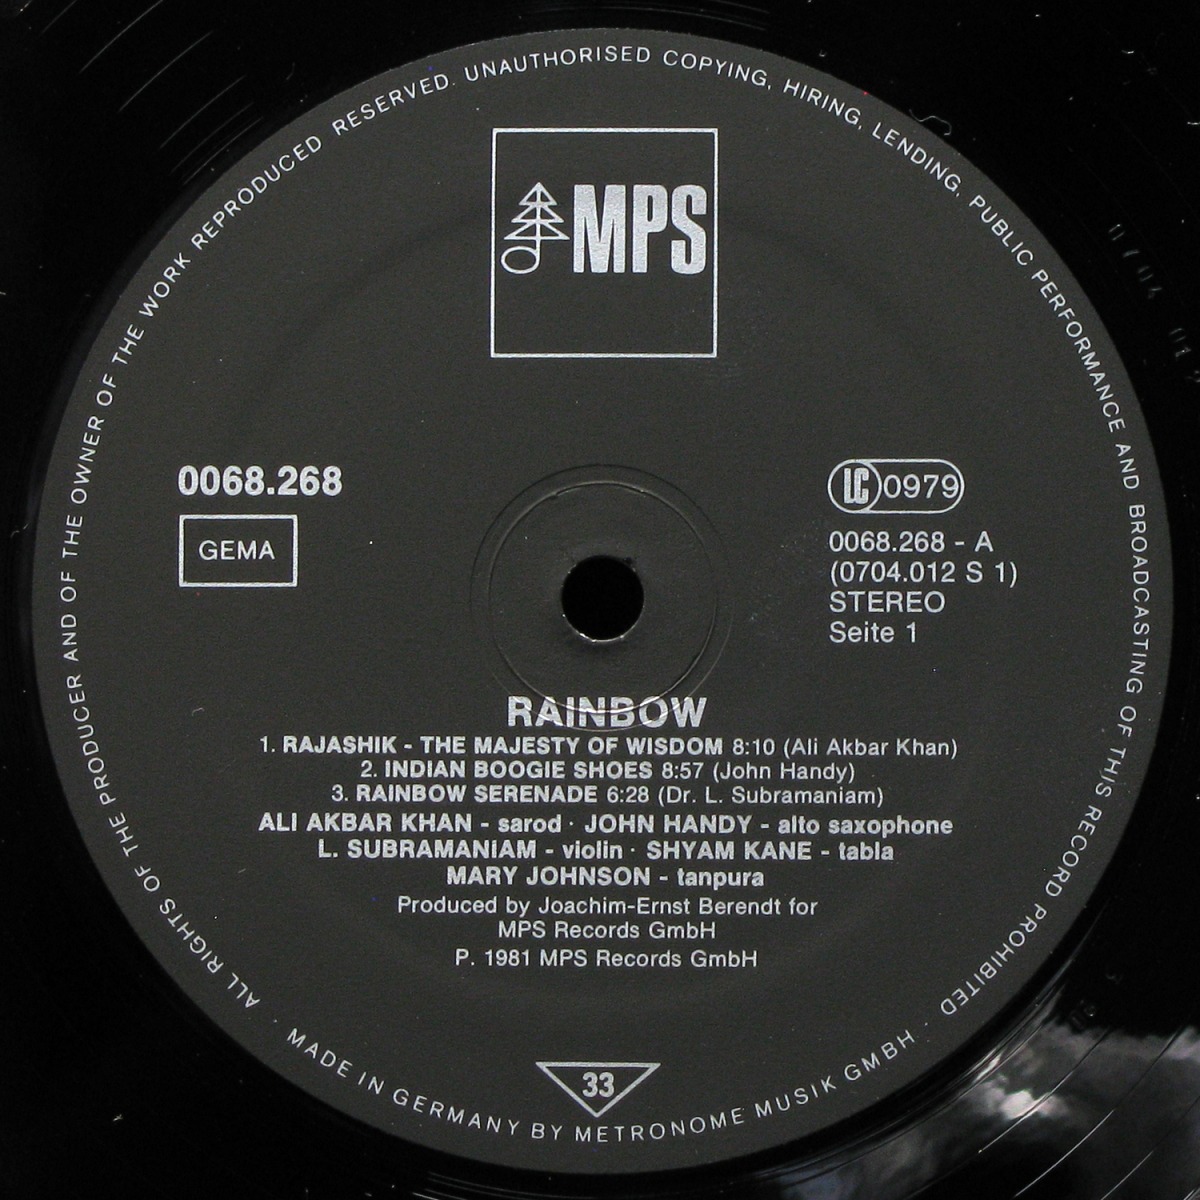 ALL RIGHTS OF THE PRODUCER AND OF THE OWNER OF THE WORK REPRODUCED RESERVED. UNAUTHORISED COPYING, HIRING, LENDING, PUBLIC PERFORMANCE AND BROADCASTING OF THIS RECORD PROHIBITED
MPS
0068.268
GEMA
LC 0979
0068.268 - A
(0704.012 S 1)
STEREO
Seite 1
RAINBOW
1. RAJASHIK - THE MAJESTY OF WISDOM 8:10 (Ali Akbar Khan)
2. INDIAN BOOGIE SHOES 8:57 (John Handy)
3. RAINBOW SERENADE 6:28 (Dr. L. Subramaniam)
ALI AKBAR KHAN - sarod · JOHN HANDY - alto saxophone
L. SUBRAMANIAM - violin · SHYAM KANE - tabla
MARY JOHNSON - tanpura
Produced by Joachim-Ernst Berendt for
MPS Records GmbH
P. 1981 MPS Records GmbH
33
· MADE IN GERMANY BY METRONOME MUSIK GMBH ·